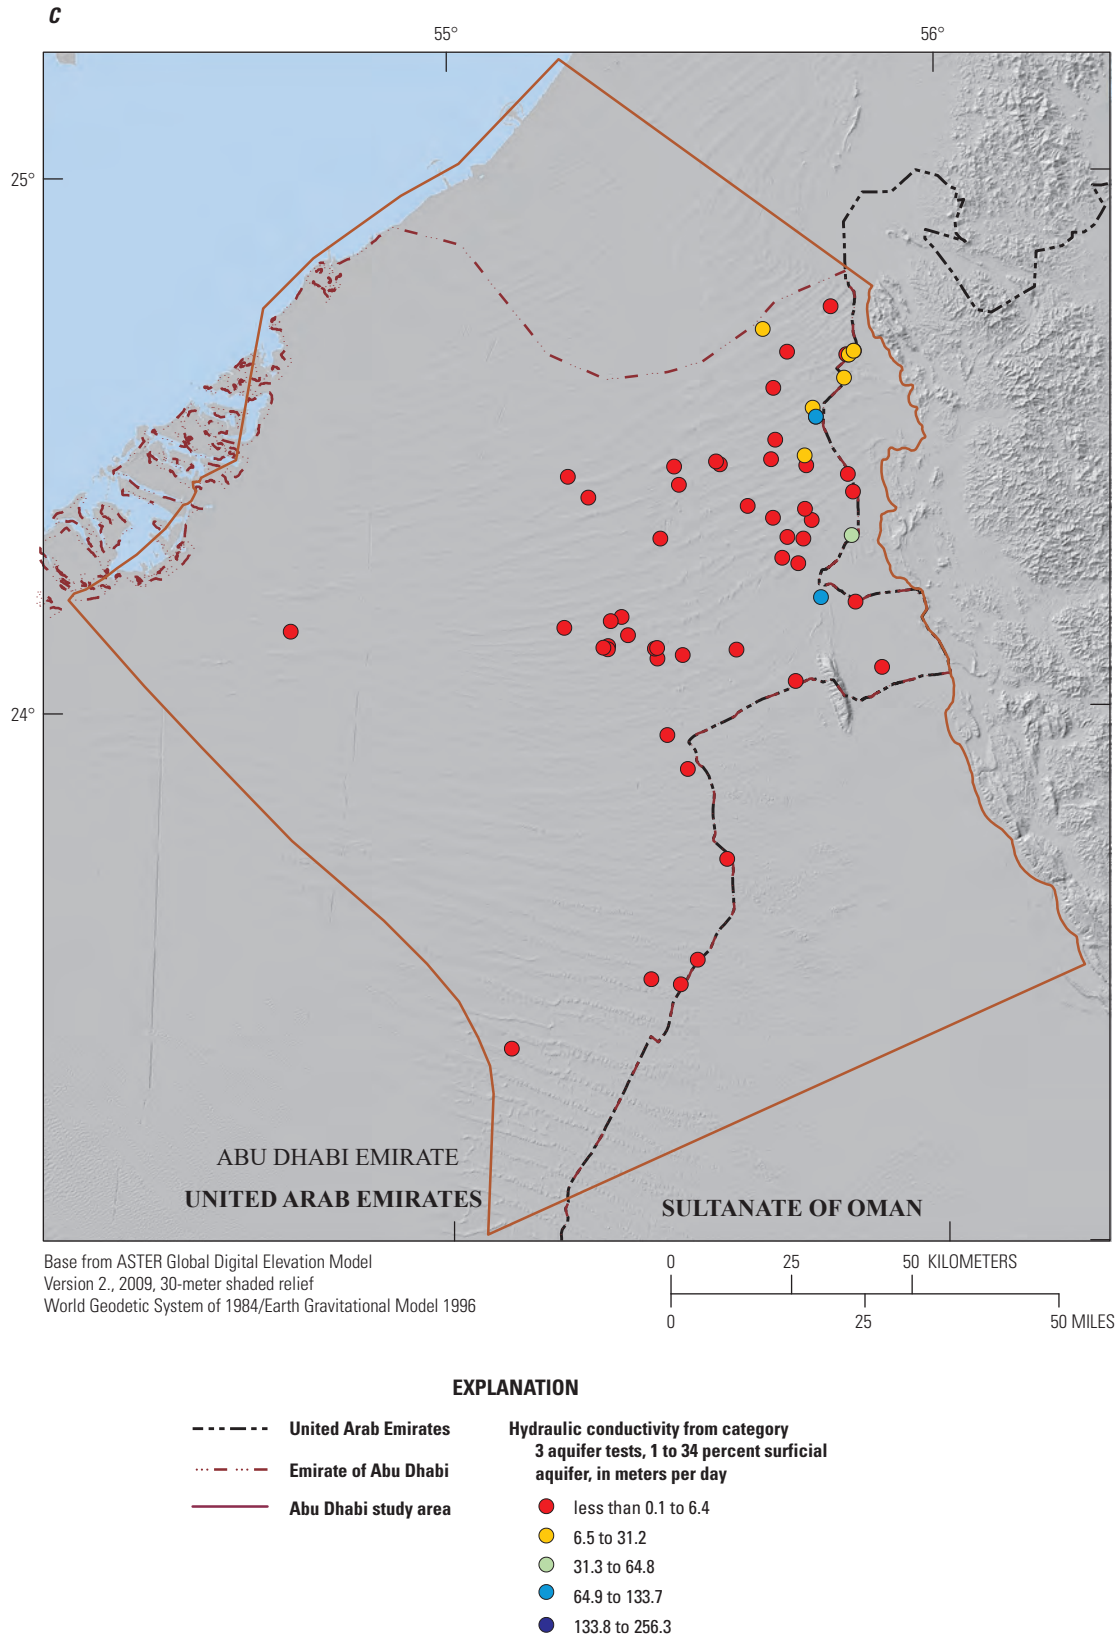 C
55°
56°
25°
24°
ABU DHABI EMIRATE
UNITED ARAB EMIRATES
SULTANATE OF OMAN
Base from ASTER Global Digital Elevation Model
Version 2., 2009, 30-meter shaded relief
World Geodetic System of 1984/Earth Gravitational Model 1996
0 25 50 KILOMETERS
0 25 50 MILES
EXPLANATION
United Arab Emirates
Emirate of Abu Dhabi
Abu Dhabi study area
Hydraulic conductivity from category
3 aquifer tests, 1 to 34 percent surficial
aquifer, in meters per day
less than 0.1 to 6.4
6.5 to 31.2
31.3 to 64.8
64.9 to 133.7
133.8 to 256.3